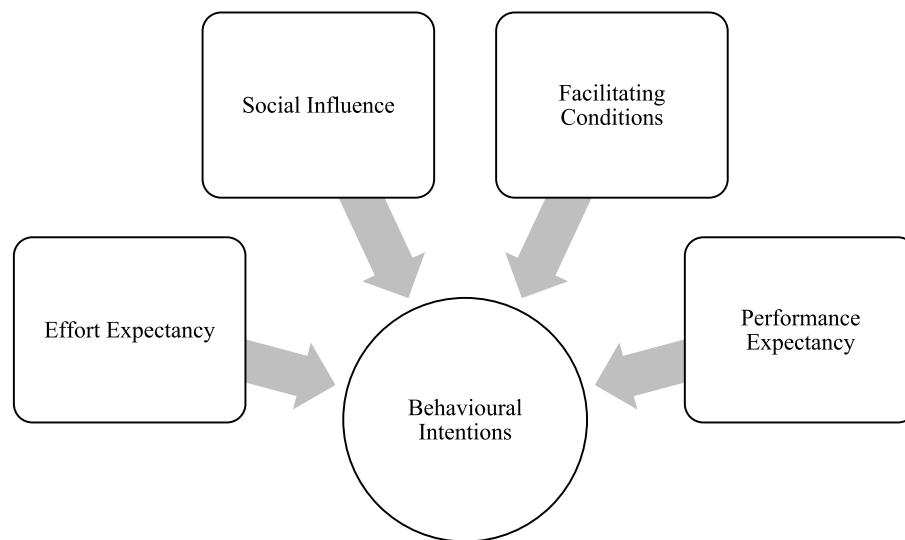 Social Influence
Facilitating
Conditions
Effort Expectancy
Performance
Expectancy
Behavioural
Intentions